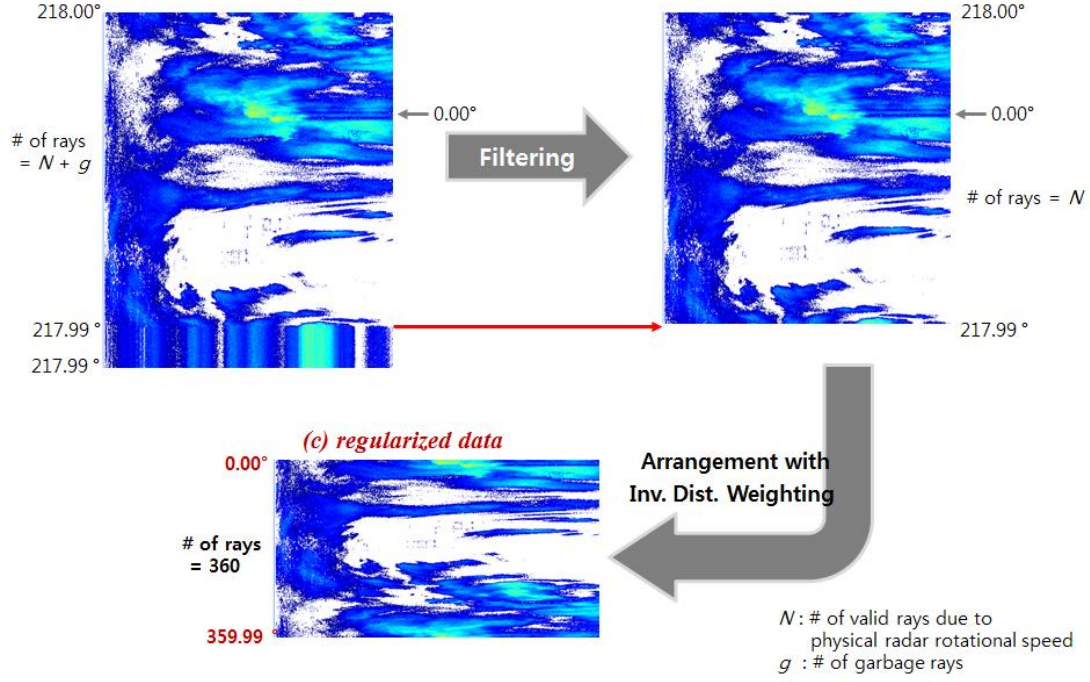 218.00°
218.00°
0.00°
0.00°
# of rays
= N + g
Filtering
# of rays = N
217.99 °
217.99 °
217.99 °
(c) regularized data
0.00°
Arrangement with
Inv. Dist. Weighting
# of rays
= 360
359.99 °
N : # of valid rays due to
physical radar rotational speed
g : # of garbage rays